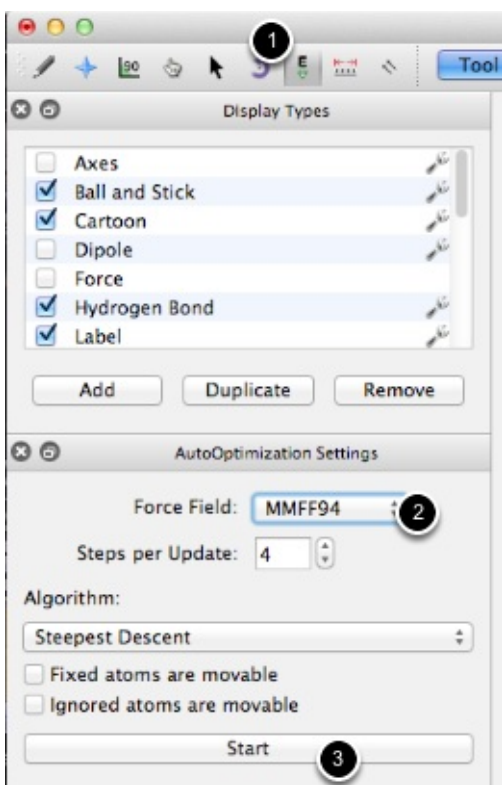 1
90
E
Tool
Display Types
Axes
Ball and Stick
Cartoon
Dipole
Force
Hydrogen Bond
Label
Add Duplicate Remove
AutoOptimization Settings
Force Field: MMFF94 2
Steps per Update: 4
Algorithm:
Steepest Descent
Fixed atoms are movable
Ignored atoms are movable
Start
3